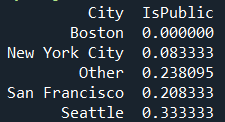 City IsPublic
Boston 0.000000
New York City 0.083333
Other 0.238095
San Francisco 0.208333
Seattle 0.333333